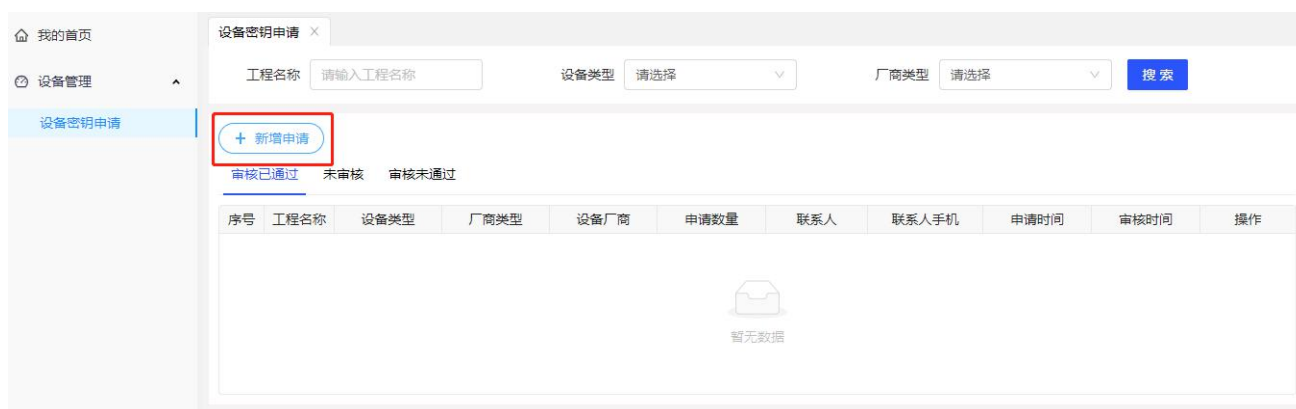 我的首页
设备管理
设备密钥申请
设备密钥申请 ×
工程名称 请输入工程名称 设备类型 请选择 厂商类型 请选择 搜索
+ 新增申请
审核已通过 未审核 审核未通过
序号 工程名称 设备类型 厂商类型 设备厂商 申请数量 联系人 联系人手机 申请时间 审核时间 操作
暂无数据